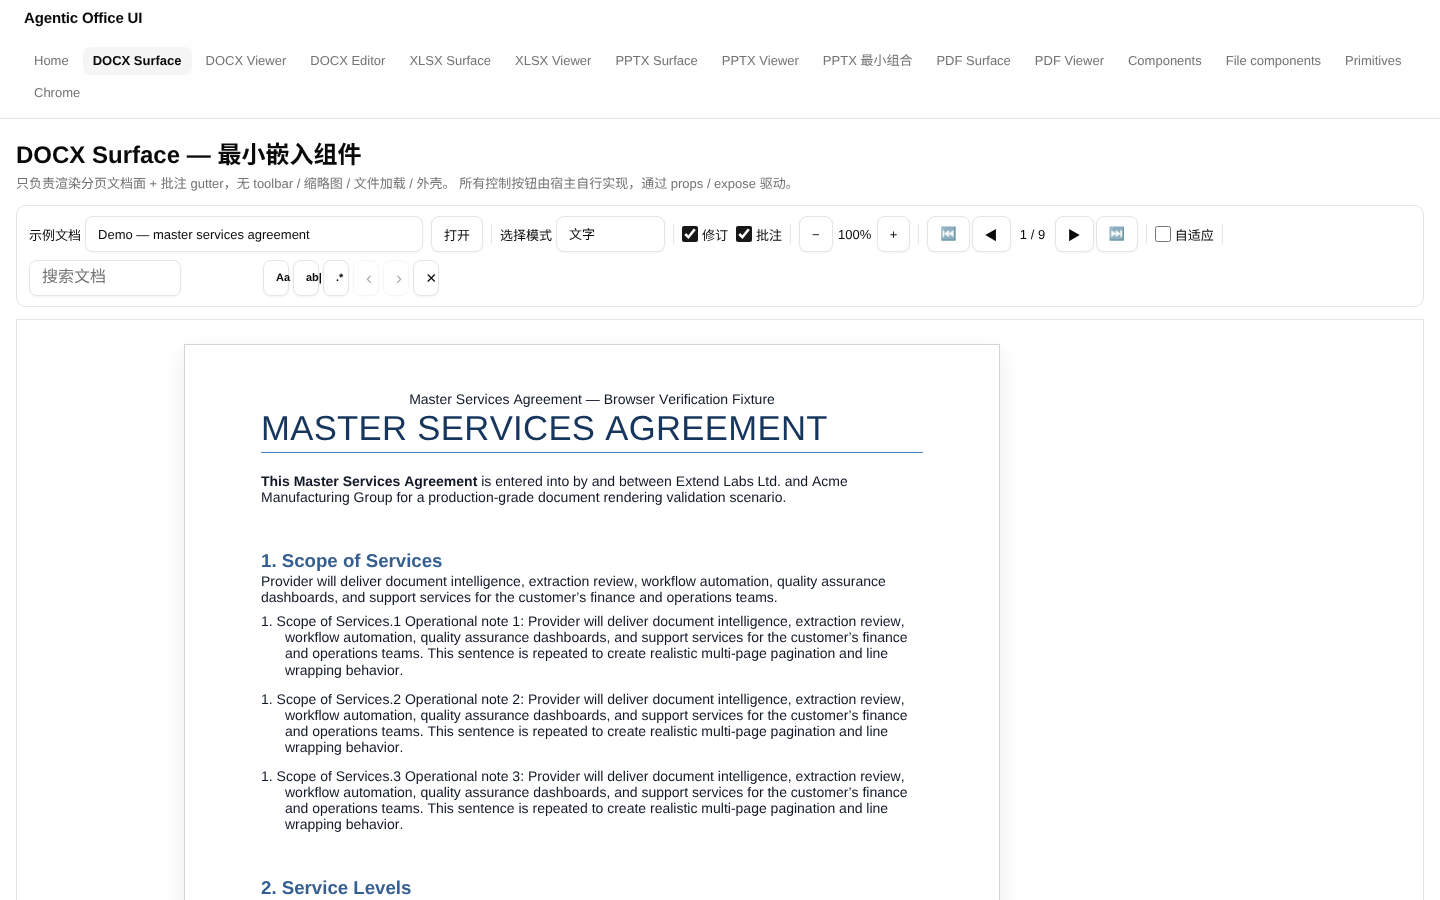 Agentic Office UI
Home DOCX Surface DOCX Viewer DOCX Editor XLSX Surface XLSX Viewer PPTX Surface PPTX Viewer PPTX 最小组合 PDF Surface PDF Viewer Components File components Primitives
Chrome
DOCX Surface — 最小嵌入组件
只负责渲染分页文档面 + 批注 gutter，无 toolbar / 缩略图 / 文件加载 / 外壳。 所有控制按钮由宿主自行实现，通过 props / expose 驱动。
示例文档 Demo — master services agreement 打开 选择模式 文字 修订 批注 − 100% + ⏮ ◀ 1 / 9 ▶ ⏭ 自适应
搜索文档 Aa ab| .* ‹ › ✕
Master Services Agreement — Browser Verification Fixture
MASTER SERVICES AGREEMENT
This Master Services Agreement is entered into by and between Extend Labs Ltd. and Acme
Manufacturing Group for a production-grade document rendering validation scenario.
1. Scope of Services
Provider will deliver document intelligence, extraction review, workflow automation, quality assurance
dashboards, and support services for the customer’s finance and operations teams.
1. Scope of Services.1 Operational note 1: Provider will deliver document intelligence, extraction review,
workflow automation, quality assurance dashboards, and support services for the customer’s finance
and operations teams. This sentence is repeated to create realistic multi-page pagination and line
wrapping behavior.
1. Scope of Services.2 Operational note 2: Provider will deliver document intelligence, extraction review,
workflow automation, quality assurance dashboards, and support services for the customer’s finance
and operations teams. This sentence is repeated to create realistic multi-page pagination and line
wrapping behavior.
1. Scope of Services.3 Operational note 3: Provider will deliver document intelligence, extraction review,
workflow automation, quality assurance dashboards, and support services for the customer’s finance
and operations teams. This sentence is repeated to create realistic multi-page pagination and line
wrapping behavior.
2. Service Levels